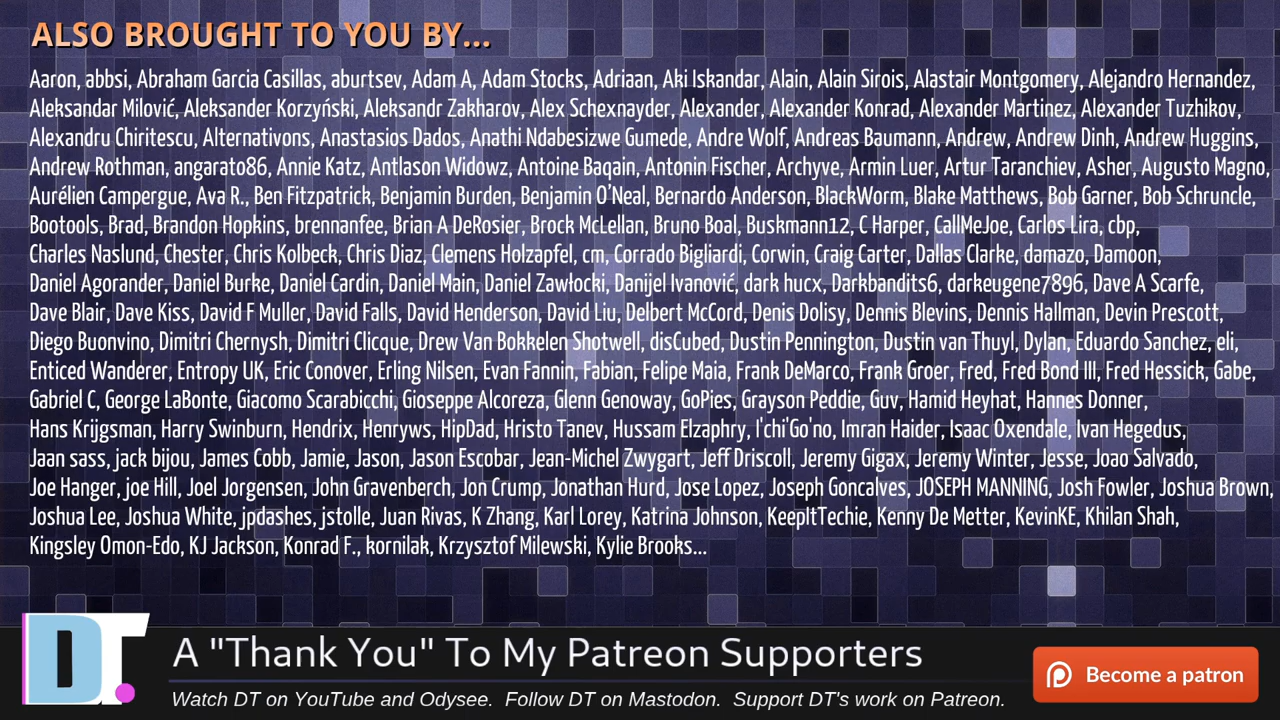 ALSO BROUGHT TO YOU BY...
Aaron, abbsi, Abraham Garcia Casillas, aburtsev, Adam A, Adam Stocks, Adriaan, Aki Iskandar, Alain, Alain Sirois, Alastair Montgomery, Alejandro Hernandez,
Aleksandar Milović, Aleksander Korzyński, Aleksandr Zakharov, Alex Schexnayder, Alexander, Alexander Konrad, Alexander Martinez, Alexander Tuzhikov,
Alexandru Chiritescu, Alternativons, Anastasios Dados, Anathi Ndabesizwe Gumede, Andre Wolf, Andreas Baumann, Andrew, Andrew Dinh, Andrew Huggins,
Andrew Rothman, angarato86, Annie Katz, Antlason Widowz, Antoine Baqain, Antonin Fischer, Archyve, Armin Luer, Artur Taranchiev, Asher, Augusto Magno,
Aurélien Campergue, Ava R., Ben Fitzpatrick, Benjamin Burden, Benjamin O’Neal, Bernardo Anderson, BlackWorm, Blake Matthews, Bob Garner, Bob Schruncle,
Bootools, Brad, Brandon Hopkins, brennanfee, Brian A DeRosier, Brock McLellan, Bruno Boal, Buskmann12, C Harper, CallMeJoe, Carlos Lira, cbp,
Charles Naslund, Chester, Chris Kolbeck, Chris Diaz, Clemens Holzapfel, cm, Corrado Bigliardi, Corwin, Craig Carter, Dallas Clarke, damazo, Damoon,
Daniel Agorander, Daniel Burke, Daniel Cardin, Daniel Main, Daniel Zawłocki, Danijel Ivanović, dark hucx, Darkbandits6, darkeugene7896, Dave A Scarfe,
Dave Blair, Dave Kiss, David F Muller, David Falls, David Henderson, David Liu, Delbert McCord, Denis Dolisy, Dennis Blevins, Dennis Hallman, Devin Prescott,
Diego Buonvino, Dimitri Chernysh, Dimitri Clicque, Drew Van Bokkelen Shotwell, disCubed, Dustin Pennington, Dustin van Thuyl, Dylan, Eduardo Sanchez, eli,
Enticed Wanderer, Entropy UK, Eric Conover, Erling Nilsen, Evan Fannin, Fabian, Felipe Maia, Frank DeMarco, Frank Groer, Fred, Fred Bond III, Fred Hessick, Gabe,
Gabriel C, George LaBonte, Giacomo Scarabicchi, Gioseppe Alcoreza, Glenn Genoway, GoPies, Grayson Peddie, Guv, Hamid Heyhat, Hannes Donner,
Hans Krijgsman, Harry Swinburn, Hendrix, Henryws, HipDad, Hristo Tanev, Hussam Elzaphry, I'chi'Go'no, Imran Haider, Isaac Oxendale, Ivan Hegedus,
Jaan sass, jack bijou, James Cobb, Jamie, Jason, Jason Escobar, Jean-Michel Zwygart, Jeff Driscoll, Jeremy Gigax, Jeremy Winter, Jesse, Joao Salvado,
Joe Hanger, joe Hill, Joel Jorgensen, John Gravenberch, Jon Crump, Jonathan Hurd, Jose Lopez, Joseph Goncalves, JOSEPH MANNING, Josh Fowler, Joshua Brown,
Joshua Lee, Joshua White, jpdashes, jstolle, Juan Rivas, K Zhang, Karl Lorey, Katrina Johnson, KeepItTechie, Kenny De Metter, KevinKE, Khilan Shah,
Kingsley Omon-Edo, KJ Jackson, Konrad F., kornilak, Krzysztof Milewski, Kylie Brooks...
DT.
A "Thank You" To My Patreon Supporters
Watch DT on YouTube and Odysee. Follow DT on Mastodon. Support DT's work on Patreon.
Become a patron